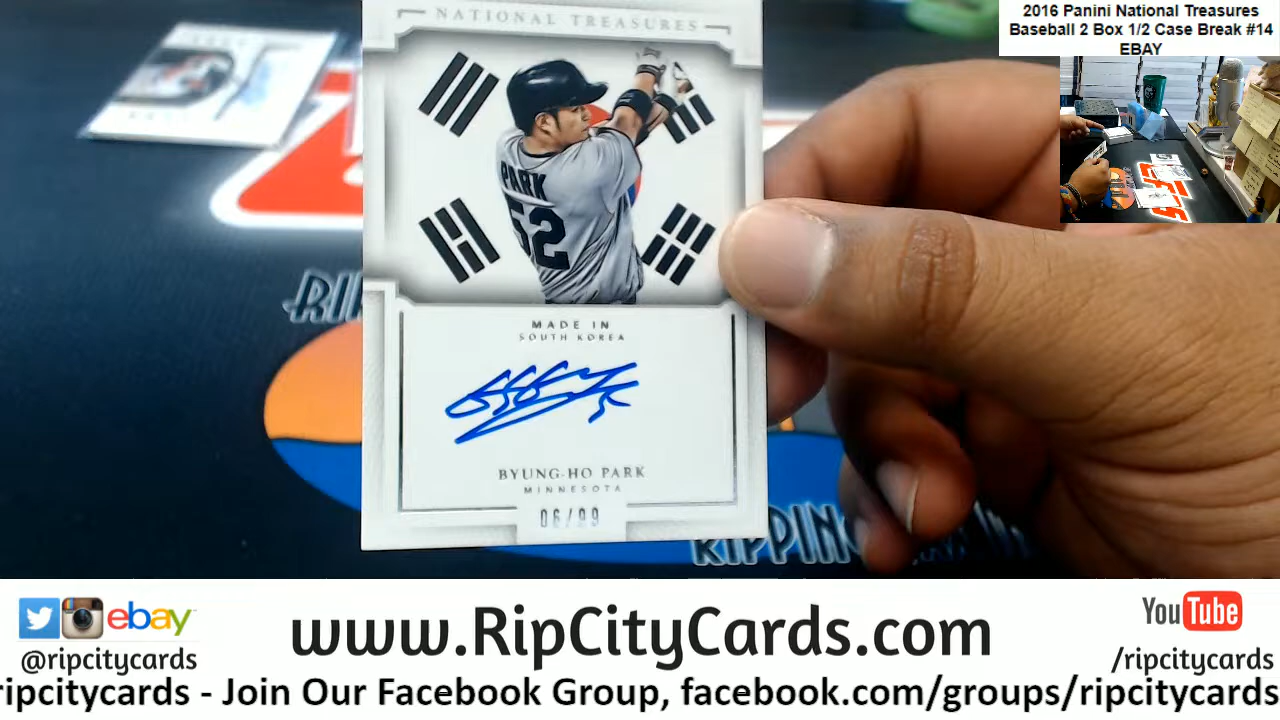 2016 Panini National Treasures
Baseball 2 Box 1/2 Case Break #14
EBAY
NATIONAL TREASURES
PARK
52
MADE IN
SOUTH KOREA
BYUNG-HO PARK
MINNESOTA
06/99
RIPPIN
ebay
@ripcitycards
www.RipCityCards.com
YouTube
/ripcitycards
ripcitycards - Join Our Facebook Group, facebook.com/groups/ripcitycards